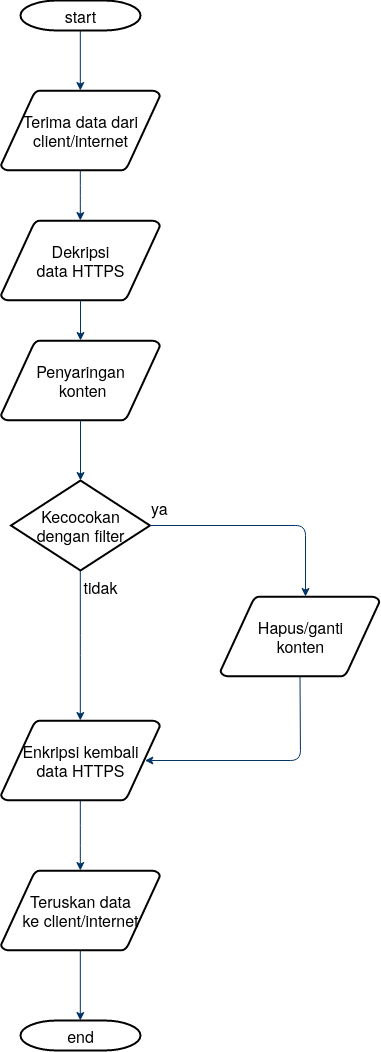 start
Terima data dari
client/internet
Dekripsi
data HTTPS
Penyaringan
konten
Kecocokan
dengan filter
ya
tidak
Hapus/ganti
konten
Enkripsi kembali
data HTTPS
Teruskan data
ke client/internet
end